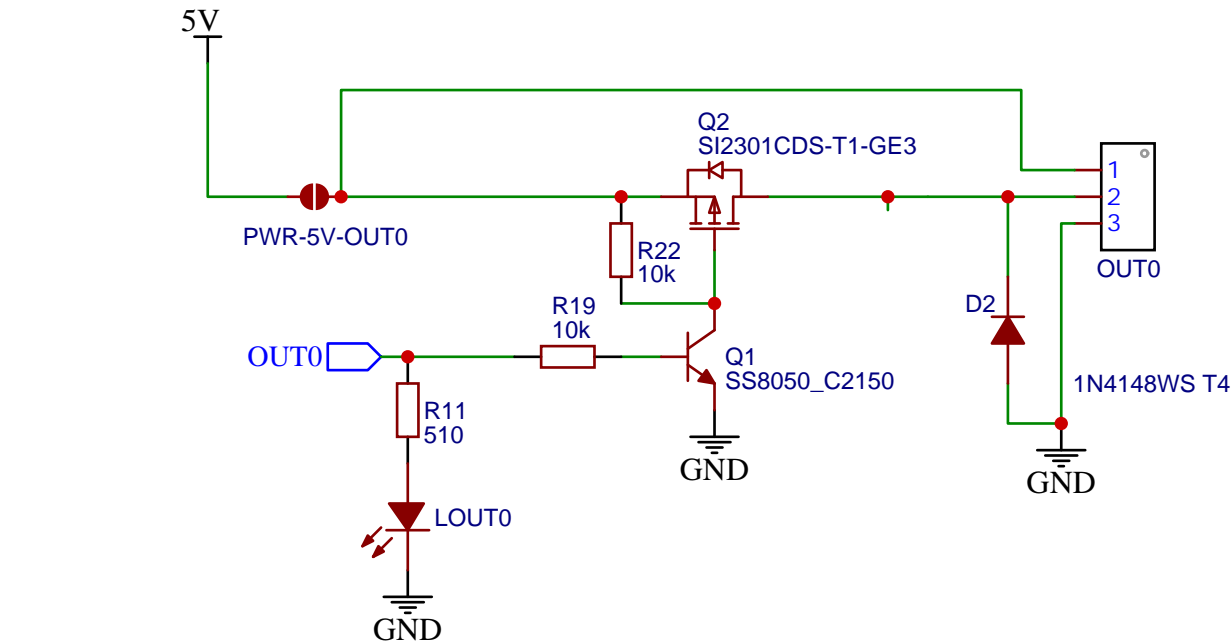 5V
Q2
SI2301CDS-T1-GE3
1
2
3
PWR-5V-OUT0
R22
10k
OUT0
R19
10k
D2
OUT0
Q1
SS8050_C2150
1N4148WS T4
R11
510
GND
GND
LOUT0
GND